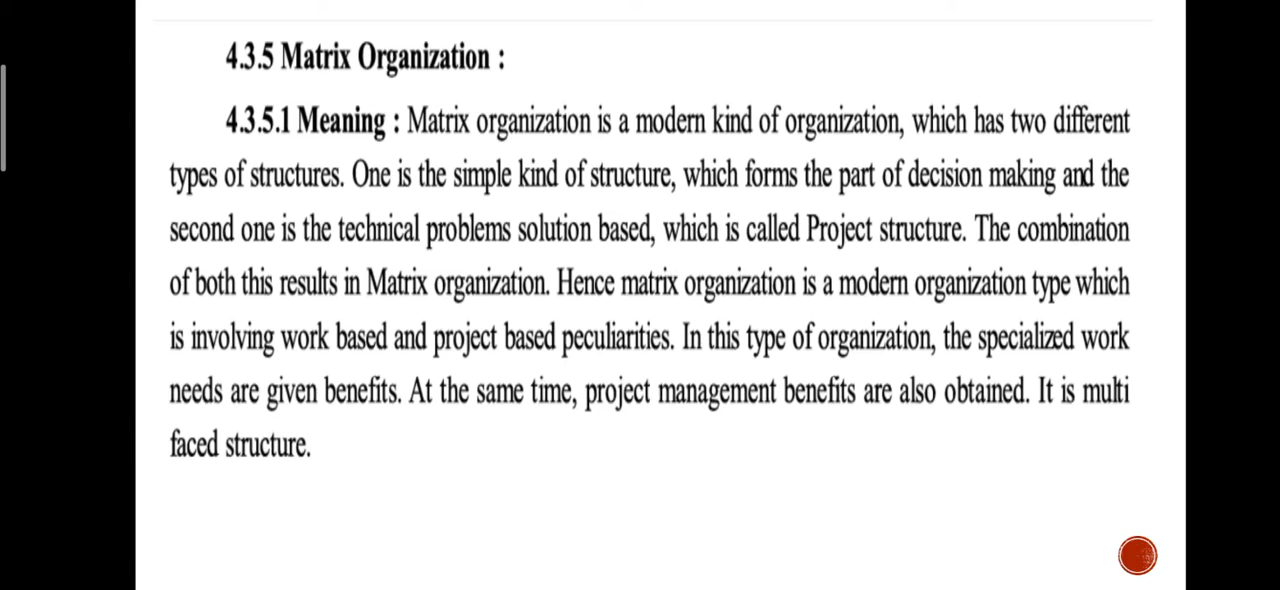 4.3.5 Matrix Organization :
4.3.5.1 Meaning : Matrix organization is a modern kind of organization, which has two different
types of structures. One is the simple kind of structure, which forms the part of decision making and the
second one is the technical problems solution based, which is called Project structure. The combination
of both this results in Matrix organization. Hence matrix organization is a modern organization type which
is involving work based and project based peculiarities. In this type of organization, the specialized work
needs are given benefits. At the same time, project management benefits are also obtained. It is multi
faced structure.